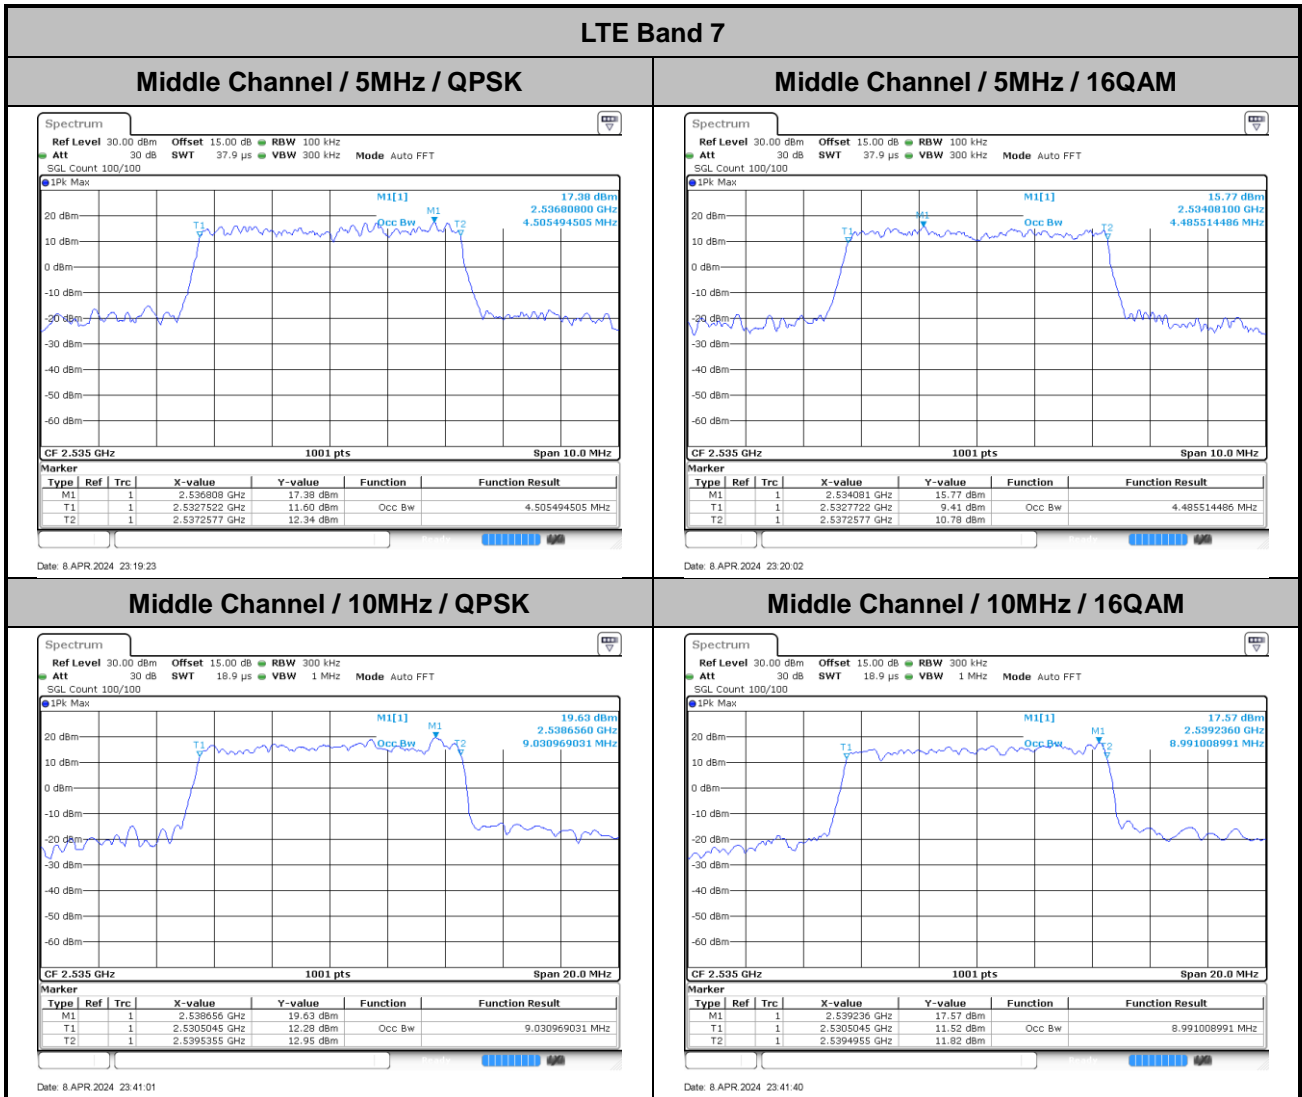 LTE Band 7
Middle Channel / 5MHz / QPSK
Spectrum
Ref Level 30.00 dBm Offset 15.00 dB RBW 100 kHz
Att 30 dB SWT 37.9 µs VBW 300 kHz Mode Auto FFT
SGL Count 100/100
1Pk Max
M1[1] 17.38 dBm
2.53680800 GHz
Occ Bw 4.505494505 MHz
M1
T1
T2
20 dBm
10 dBm
0 dBm
-10 dBm
-20 dBm
-30 dBm
-40 dBm
-50 dBm
-60 dBm
CF 2.535 GHz 1001 pts Span 10.0 MHz
Marker
Type Ref Trc X-value Y-value Function Function Result
M1 1 2.536808 GHz 17.38 dBm
T1 1 2.5327522 GHz 11.60 dBm Occ Bw 4.505494505 MHz
T2 1 2.5372577 GHz 12.34 dBm
Date: 8.APR.2024 23:19:23
Middle Channel / 5MHz / 16QAM
Spectrum
Ref Level 30.00 dBm Offset 15.00 dB RBW 100 kHz
Att 30 dB SWT 37.9 µs VBW 300 kHz Mode Auto FFT
SGL Count 100/100
1Pk Max
M1[1] 15.77 dBm
2.53408100 GHz
Occ Bw 4.485514486 MHz
M1
T1
T2
20 dBm
10 dBm
0 dBm
-10 dBm
-20 dBm
-30 dBm
-40 dBm
-50 dBm
-60 dBm
CF 2.535 GHz 1001 pts Span 10.0 MHz
Marker
Type Ref Trc X-value Y-value Function Function Result
M1 1 2.534081 GHz 15.77 dBm
T1 1 2.5327722 GHz 9.41 dBm Occ Bw 4.485514486 MHz
T2 1 2.5372577 GHz 10.78 dBm
Date: 8.APR.2024 23:20:02
Middle Channel / 10MHz / QPSK
Spectrum
Ref Level 30.00 dBm Offset 15.00 dB RBW 300 kHz
Att 30 dB SWT 18.9 µs VBW 1 MHz Mode Auto FFT
SGL Count 100/100
1Pk Max
M1[1] 19.63 dBm
2.5386560 GHz
Occ Bw 9.030969031 MHz
M1
T1
T2
20 dBm
10 dBm
0 dBm
-10 dBm
-20 dBm
-30 dBm
-40 dBm
-50 dBm
-60 dBm
CF 2.535 GHz 1001 pts Span 20.0 MHz
Marker
Type Ref Trc X-value Y-value Function Function Result
M1 1 2.538656 GHz 19.63 dBm
T1 1 2.5305045 GHz 12.28 dBm Occ Bw 9.030969031 MHz
T2 1 2.5395355 GHz 12.95 dBm
Date: 8.APR.2024 23:41:01
Middle Channel / 10MHz / 16QAM
Spectrum
Ref Level 30.00 dBm Offset 15.00 dB RBW 300 kHz
Att 30 dB SWT 18.9 µs VBW 1 MHz Mode Auto FFT
SGL Count 100/100
1Pk Max
M1[1] 17.57 dBm
2.5392360 GHz
Occ Bw 8.991008991 MHz
M1
T1
T2
20 dBm
10 dBm
0 dBm
-10 dBm
-20 dBm
-30 dBm
-40 dBm
-50 dBm
-60 dBm
CF 2.535 GHz 1001 pts Span 20.0 MHz
Marker
Type Ref Trc X-value Y-value Function Function Result
M1 1 2.539236 GHz 17.57 dBm
T1 1 2.5305045 GHz 11.52 dBm Occ Bw 8.991008991 MHz
T2 1 2.5394955 GHz 11.82 dBm
Date: 8.APR.2024 23:41:40